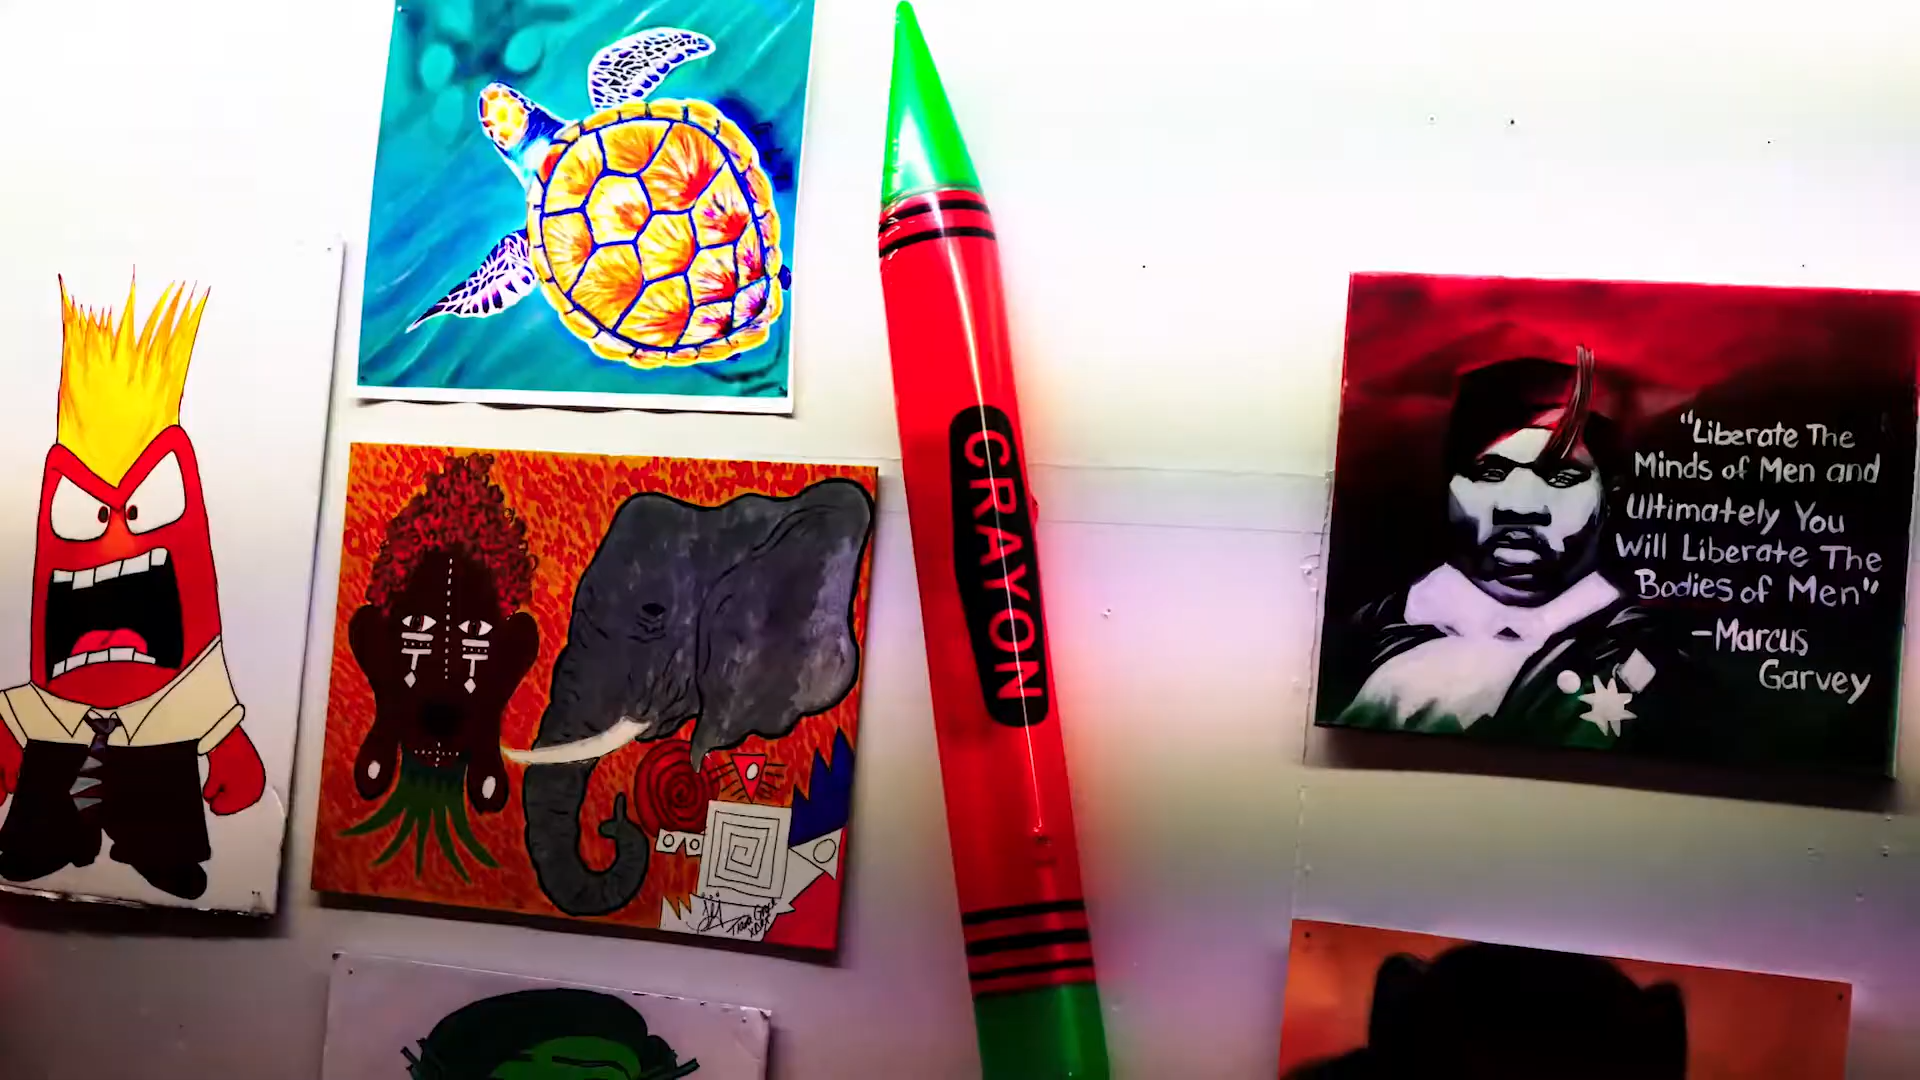 CRAYON
"Liberate The
Minds of Men and
Ultimately You
Will Liberate The
Bodies of Men"
-Marcus
Garvey